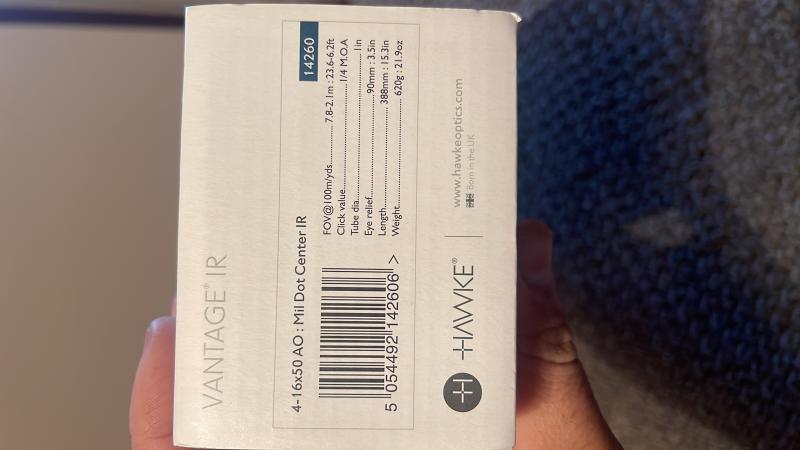 VANTAGE® IR
4-16x50 AO : Mil Dot Center IR
14260
FOV@100m/yds.......... 7.8-2.1m : 23.6-6.2ft
Click value.......... 1/4 M.O.A
Tube dia.......... 1in
Eye relief.......... 90mm : 3.5in
Length.......... 388mm : 15.3in
Weight.......... 620g : 21.9oz
5 054492 142606 >
HAWKE®
www.hawkeoptics.com
Born in the UK